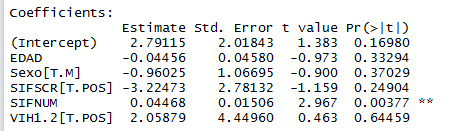 Coefficients:
Estimate Std. Error t value Pr(>|t|)
(Intercept) 2.79115 2.01843 1.383 0.16980
EDAD -0.04456 0.04580 -0.973 0.33294
Sexo[T.M] -0.96025 1.06695 -0.900 0.37029
SIFSCR[T.POS] -3.22473 2.78132 -1.159 0.24904
SIFNUM 0.04468 0.01506 2.967 0.00377 **
VIH1.2[T.POS] 2.05879 4.44960 0.463 0.64459